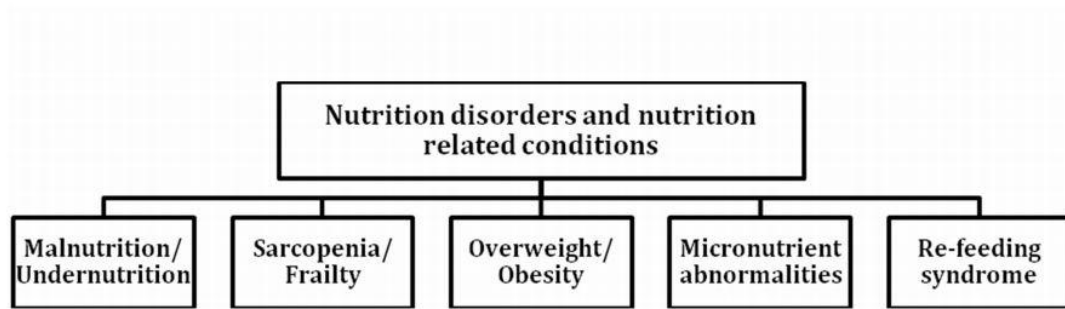 Nutrition disorders and nutrition
related conditions
Malnutrition/
Undernutrition
Sarcopenia/
Frailty
Overweight/
Obesity
Micronutrient
abnormalities
Re-feeding
syndrome